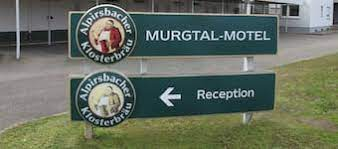 Alpirsbacher
Klosterbräu
MURGTAL-MOTEL
Alpirsbacher
Klosterbräu
Reception